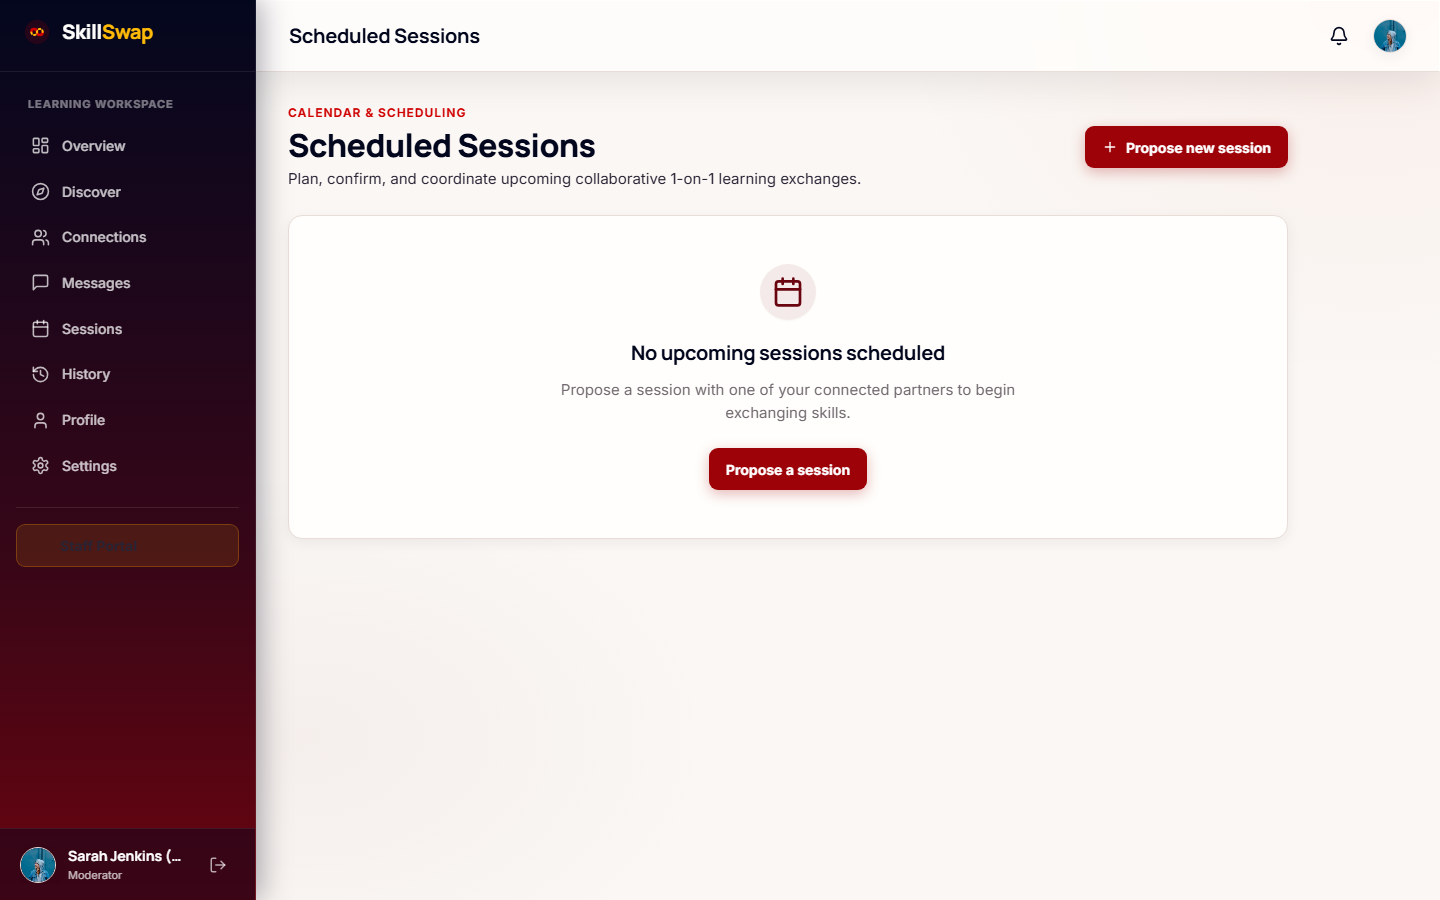 SkillSwap
LEARNING WORKSPACE
Overview
Discover
Connections
Messages
Sessions
History
Profile
Settings
Sarah Jenkins (...
Moderator
Scheduled Sessions
CALENDAR & SCHEDULING
Scheduled Sessions
Plan, confirm, and coordinate upcoming collaborative 1-on-1 learning exchanges.
Propose new session
No upcoming sessions scheduled
Propose a session with one of your connected partners to begin
exchanging skills.
Propose a session